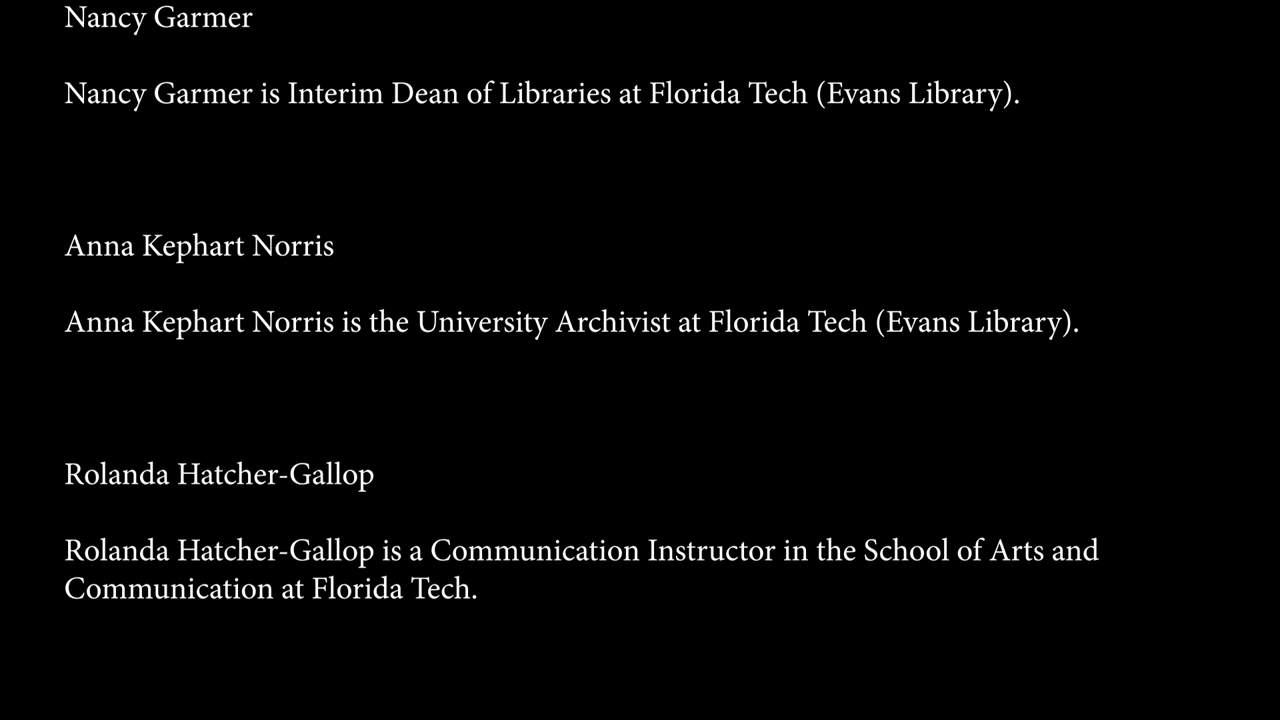 Nancy Garmer
Nancy Garmer is Interim Dean of Libraries at Florida Tech (Evans Library).
Anna Kephart Norris
Anna Kephart Norris is the University Archivist at Florida Tech (Evans Library).
Rolanda Hatcher-Gallop
Rolanda Hatcher-Gallop is a Communication Instructor in the School of Arts and
Communication at Florida Tech.